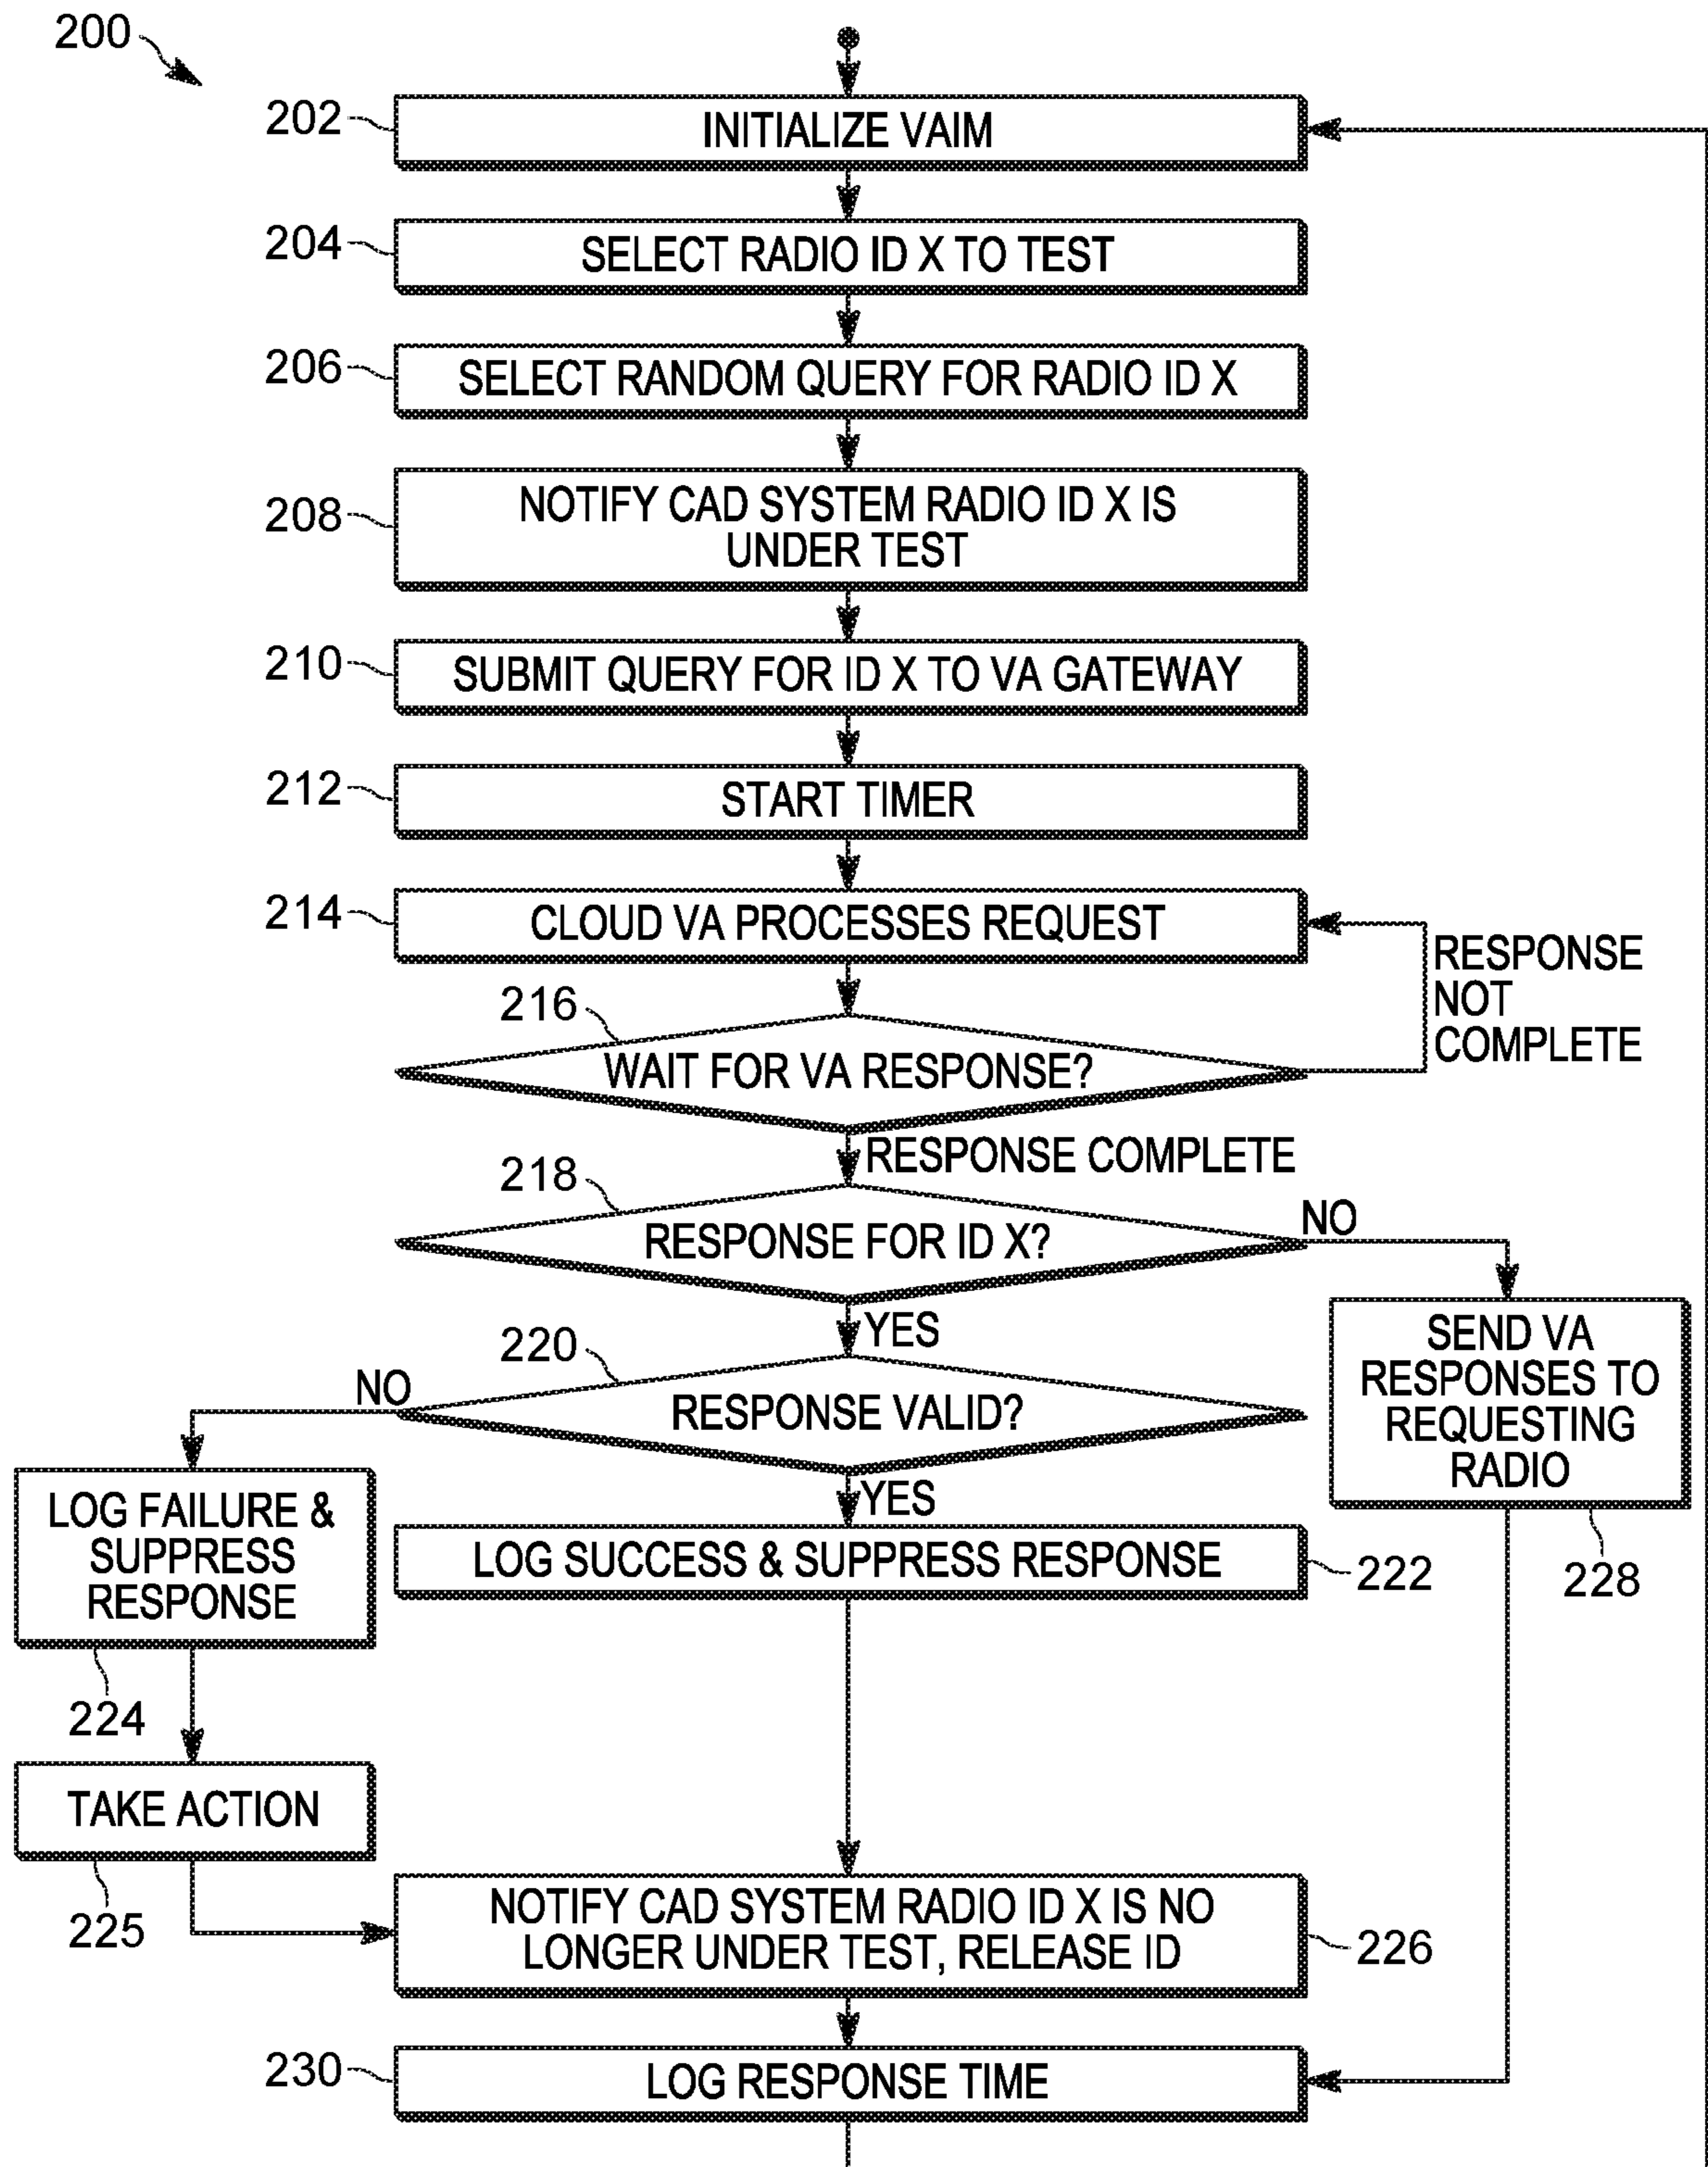 200
202
INITIALIZE VAIM
204
SELECT RADIO ID X TO TEST
206
SELECT RANDOM QUERY FOR RADIO ID X
208
NOTIFY CAD SYSTEM RADIO ID X IS
UNDER TEST
210
SUBMIT QUERY FOR ID X TO VA GATEWAY
212
START TIMER
214
CLOUD VA PROCESSES REQUEST
RESPONSE
NOT
COMPLETE
216
WAIT FOR VA RESPONSE?
RESPONSE COMPLETE
218
RESPONSE FOR ID X?
NO
YES
220
RESPONSE VALID?
NO
YES
SEND VA
RESPONSES TO
REQUESTING
RADIO
228
LOG FAILURE &
SUPPRESS
RESPONSE
224
LOG SUCCESS & SUPPRESS RESPONSE
222
TAKE ACTION
225
NOTIFY CAD SYSTEM RADIO ID X IS NO
LONGER UNDER TEST, RELEASE ID
226
230
LOG RESPONSE TIME